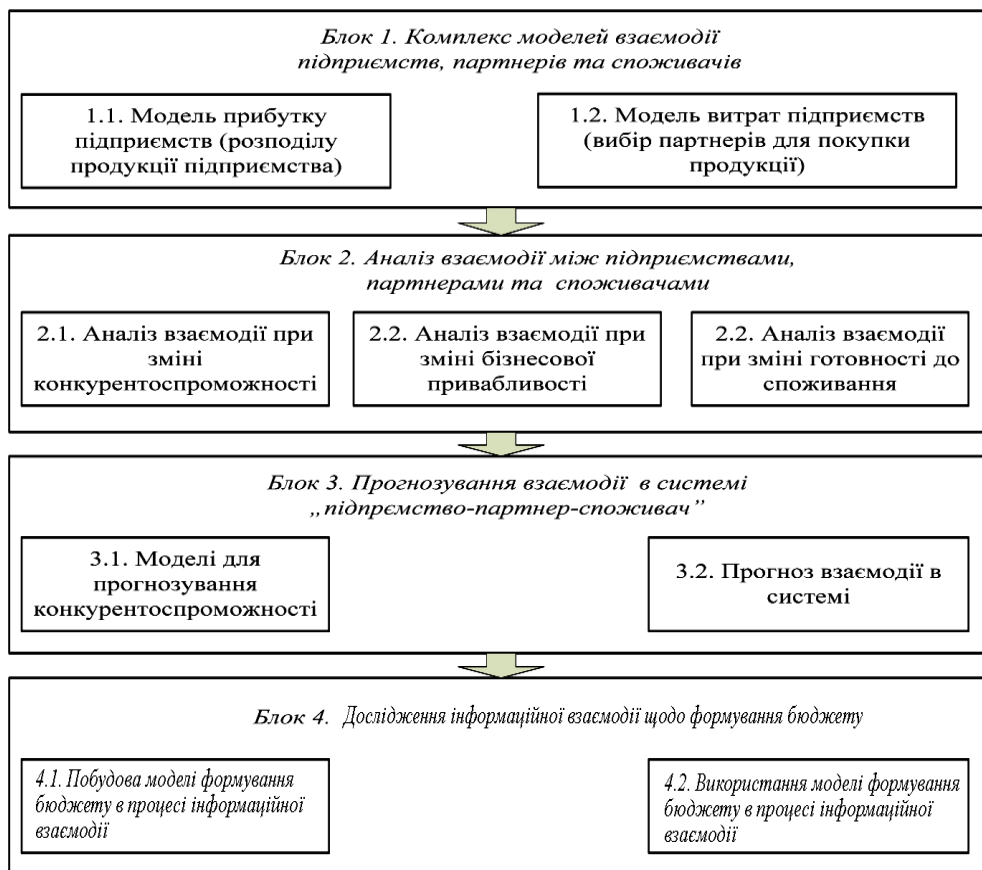 Блок 1. Комплекс моделей взаємодії
підприємств, партнерів та споживачів
1.1. Модель прибутку
підприємств (розподілу
продукції підприємства)
1.2. Модель витрат підприємств
(вибір партнерів для покупки
продукції)
Блок 2. Аналіз взаємодії між підприємствами,
партнерами та споживачами
2.1. Аналіз взаємодії при
зміні
конкурентоспроможності
2.2. Аналіз взаємодії при
зміні бізнесової
привабливості
2.2. Аналіз взаємодії
при зміні готовності до
споживання
Блок 3. Прогнозування взаємодії в системі
„підпрємство-партнер-споживач”
3.1. Моделі для
прогнозування
конкурентоспроможності
3.2. Прогноз взаємодії в
системі
Блок 4. Дослідження інформаційної взаємодії щодо формування бюджету
4.1. Побудова моделі формування
бюджету в процесі інформаційної
взаємодії
4.2. Використання моделі формування
бюджету в процесі інформаційної
взаємодії